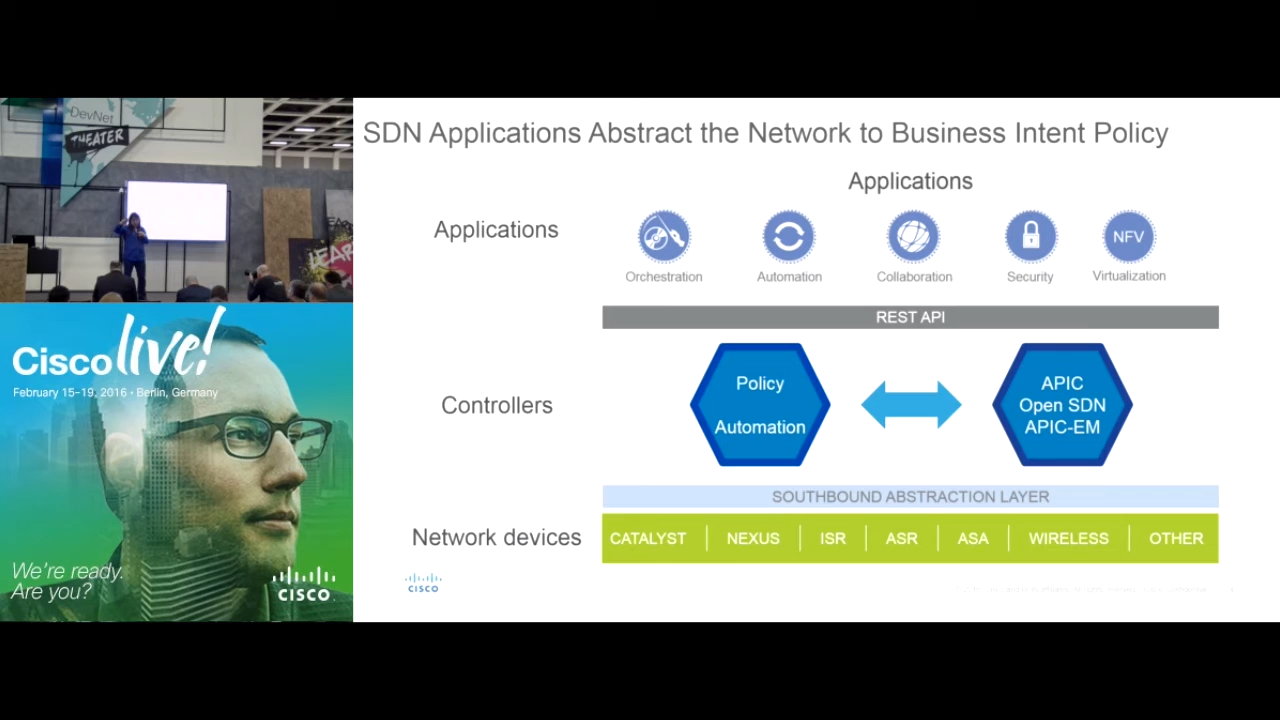 DevNet
THEATER
Cisco live!
February 15-19, 2016 • Berlin, Germany
We're ready.
Are you?
CISCO
SDN Applications Abstract the Network to Business Intent Policy
Applications
Applications
Orchestration
Automation
Collaboration
Security
NFV
Virtualization
REST API
Controllers
Policy
Automation
APIC
Open SDN
APIC-EM
SOUTHBOUND ABSTRACTION LAYER
Network devices
CATALYST
NEXUS
ISR
ASR
ASA
WIRELESS
OTHER
CISCO